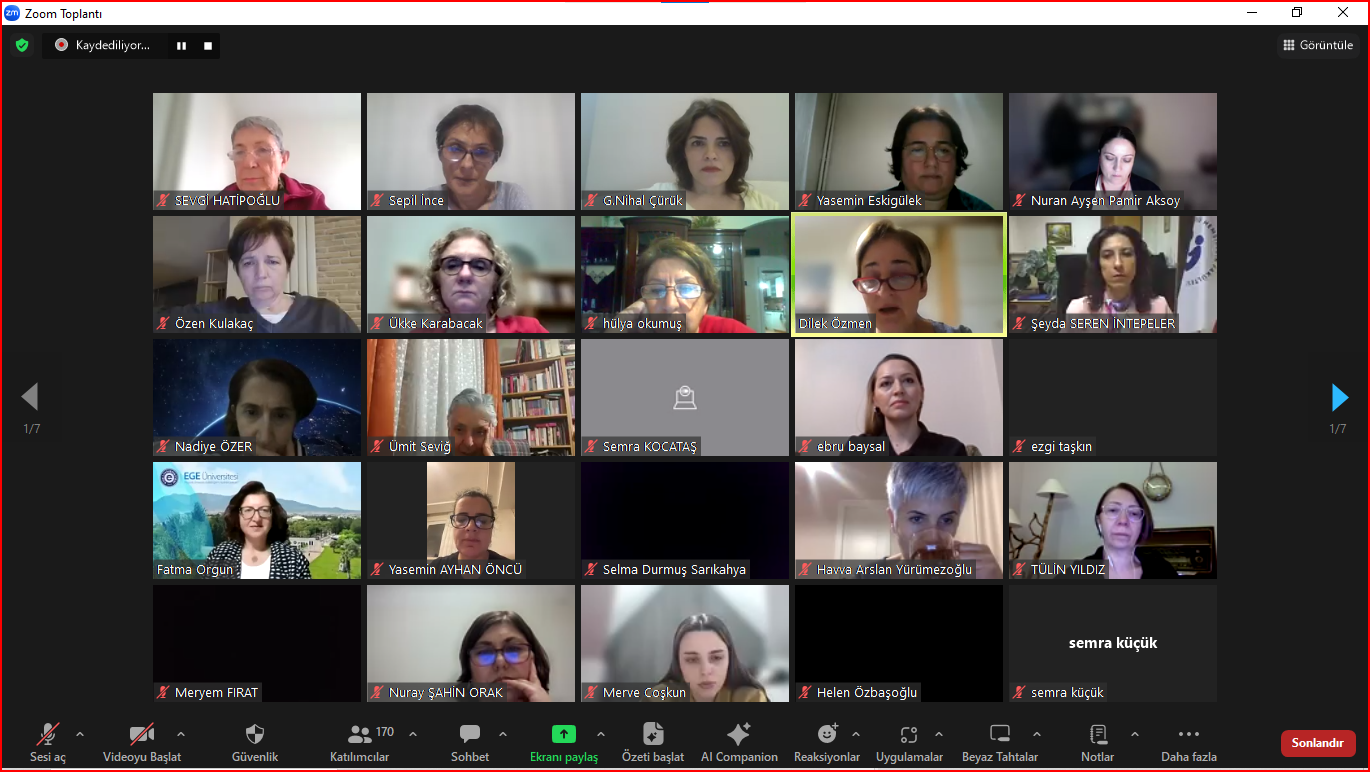 zm Zoom Toplantı
Kaydediliyor...
Görüntüle
SEVGİ HATİPOĞLU
Sepil İnce
G.Nihal Çürük
Yasemin Eskigülek
Nuran Ayşen Pamir Aksoy
Özen Kulakaç
Ükke Karabacak
hülya okumuş
Dilek Özmen
Şeyda SEREN İNTEPELER
Nadiye ÖZER
Ümit Seviğ
Semra KOCATAŞ
ebru baysal
ezgi taşkın
1/7
1/7
EGE Üniversitesi
Fatma Orgun
Yasemin AYHAN ÖNCÜ
Selma Durmuş Sarıkahya
Havva Arslan Yürümezoğlu
TÜLİN YILDIZ
semra küçük
Meryem FIRAT
Nuray ŞAHİN ORAK
Merve Coşkun
Helen Özbaşoğlu
semra küçük
170
Sesi aç
Videoyu Başlat
Güvenlik
Katılımcılar
Sohbet
Ekranı paylaş
Özeti başlat
AI Companion
Reaksiyonlar
Uygulamalar
Beyaz Tahtalar
Notlar
Daha fazla
Sonlandır